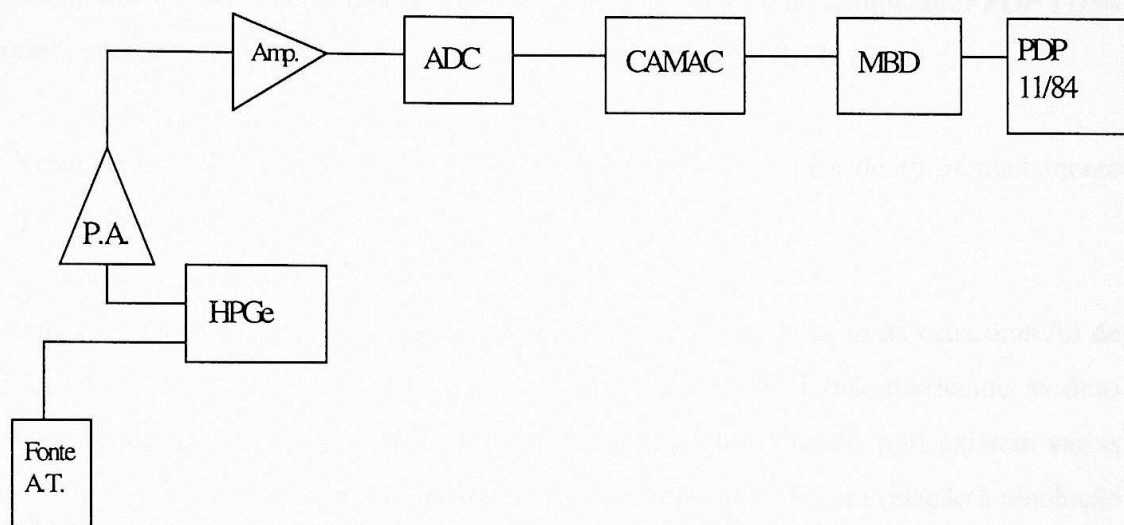 Amp.
ADC
CAMAC
MBD
PDP
11/84
P.A.
HPGe
Fonte
A.T.